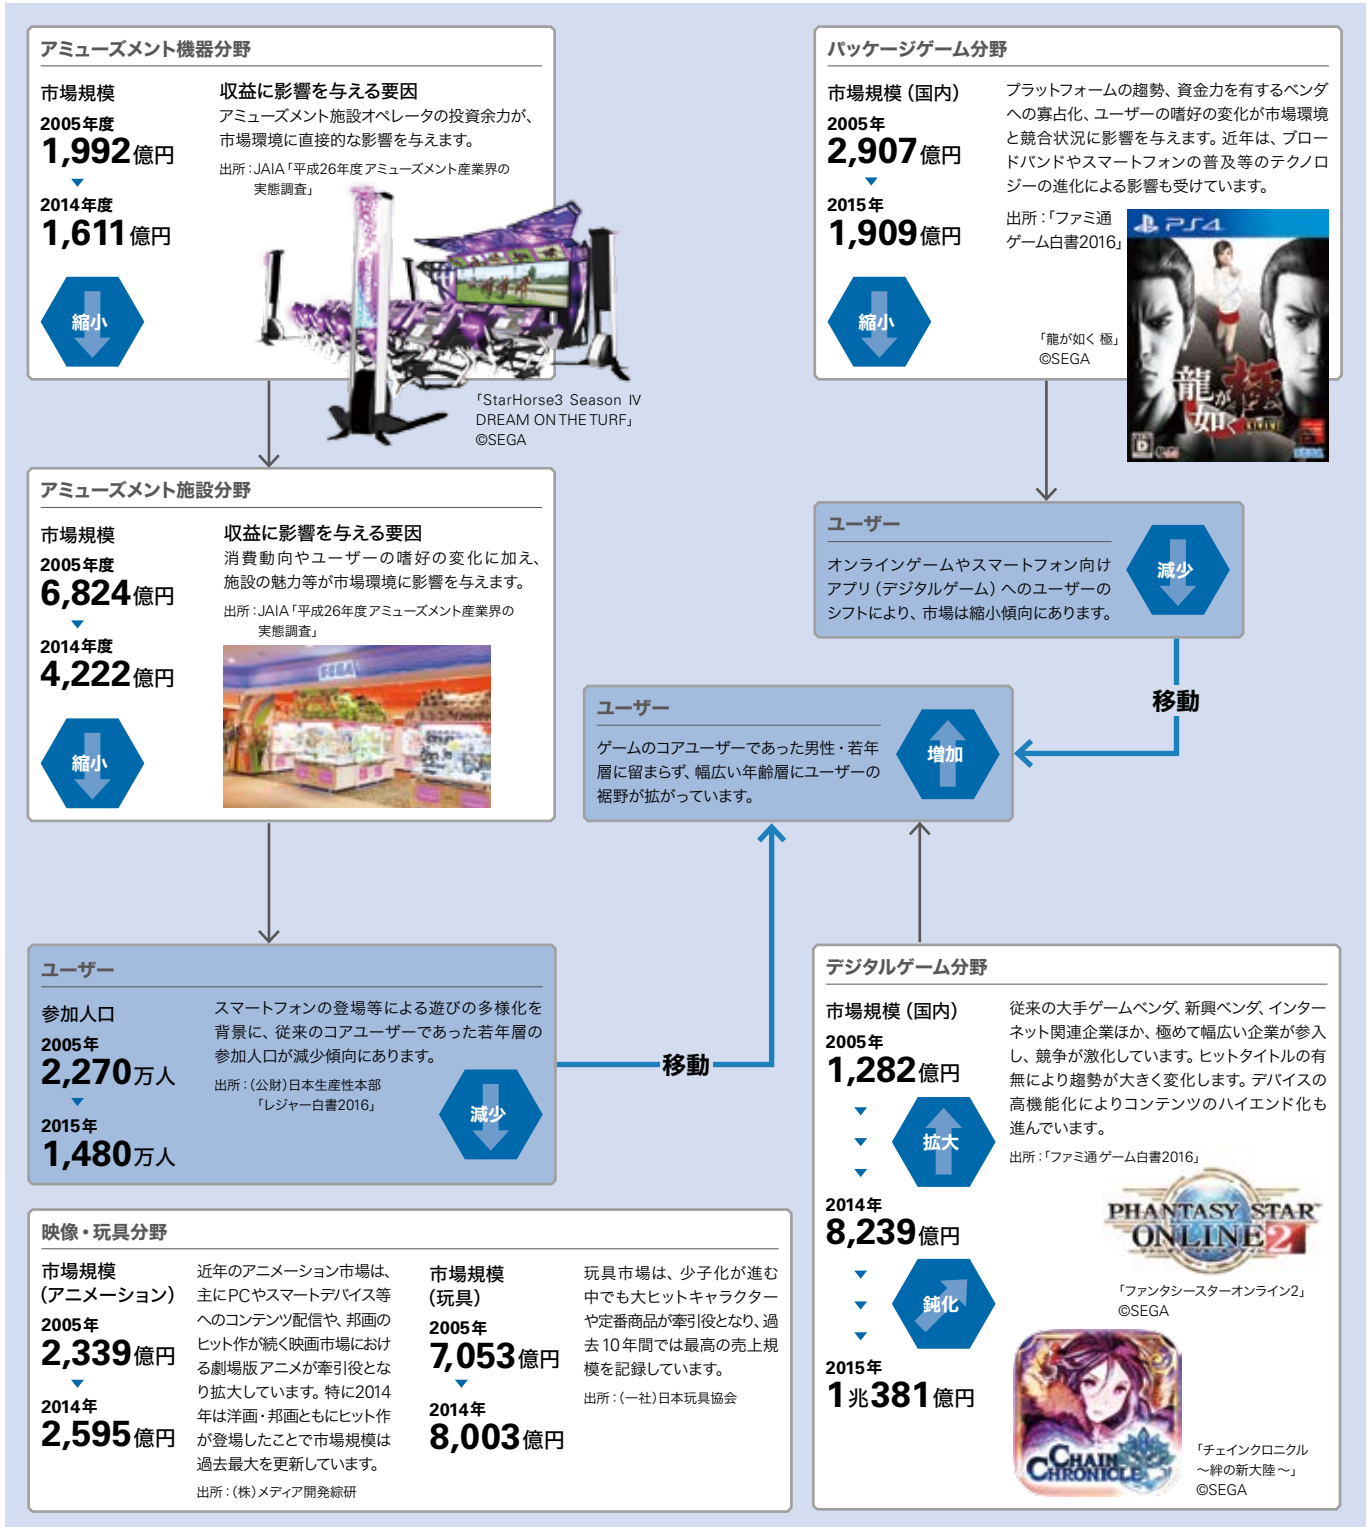 アミューズメント機器分野
市場規模
2005年度
1,992億円
2014年度
1,611億円
縮小
収益に影響を与える要因
アミューズメント施設オペレータの投資余力が、
市場環境に直接的な影響を与えます。
出所：JAIA「平成26年度アミューズメント産業界の
実態調査」
「StarHorse3 Season Ⅳ
DREAM ON THE TURF」
©SEGA
アミューズメント施設分野
市場規模
2005年度
6,824億円
2014年度
4,222億円
縮小
収益に影響を与える要因
消費動向やユーザーの嗜好の変化に加え、
施設の魅力等が市場環境に影響を与えます。
出所：JAIA「平成26年度アミューズメント産業界の
実態調査」
SEGA
ユーザー
参加人口
2005年
2,270万人
2015年
1,480万人
スマートフォンの登場等による遊びの多様化を
背景に、従来のコアユーザーであった若年層の
参加人口が減少傾向にあります。
出所：（公財）日本生産性本部
「レジャー白書2016」
減少
移動
パッケージゲーム分野
市場規模（国内）
2005年
2,907億円
2015年
1,909億円
縮小
プラットフォームの趨勢、資金力を有するベンダ
への寡占化、ユーザーの嗜好の変化が市場環境
と競合状況に影響を与えます。近年は、ブロー
ドバンドやスマートフォンの普及等のテクノロ
ジーの進化による影響も受けています。
出所：「ファミ通
ゲーム白書2016」
「龍が如く 極」
©SEGA
PS4
龍が如く 極
KIWAMI
D
SEGA
ユーザー
オンラインゲームやスマートフォン向け
アプリ（デジタルゲーム）へのユーザーの
シフトにより、市場は縮小傾向にあります。
減少
移動
ユーザー
ゲームのコアユーザーであった男性・若年
層に留まらず、幅広い年齢層にユーザーの
裾野が拡がっています。
増加
デジタルゲーム分野
市場規模（国内）
2005年
1,282億円
拡大
2014年
8,239億円
鈍化
2015年
1兆381億円
従来の大手ゲームベンダ、新興ベンダ、インター
ネット関連企業ほか、極めて幅広い企業が参入
し、競争が激化しています。ヒットタイトルの有
無により趨勢が大きく変化します。デバイスの
高機能化によりコンテンツのハイエンド化も
進んでいます。
出所：「ファミ通ゲーム白書2016」
PHANTASY STAR
ONLINE 2
「ファンタシースターオンライン2」
©SEGA
CHAIN
CHRONICLE
「チェインクロニクル
～絆の新大陸～」
©SEGA
映像・玩具分野
市場規模
（アニメーション）
2005年
2,339億円
2014年
2,595億円
近年のアニメーション市場は、
主にPCやスマートデバイス等
へのコンテンツ配信や、邦画の
ヒット作が続く映画市場におけ
る劇場版アニメが牽引役とな
り拡大しています。特に2014
年は洋画・邦画ともにヒット作
が登場したことで市場規模は
過去最大を更新しています。
出所：（株）メディア開発綜研
市場規模
（玩具）
2005年
7,053億円
2014年
8,003億円
玩具市場は、少子化が進む
中でも大ヒットキャラクター
や定番商品が牽引役となり、過
去10年間では最高の売上規
模を記録しています。
出所：（一社）日本玩具協会